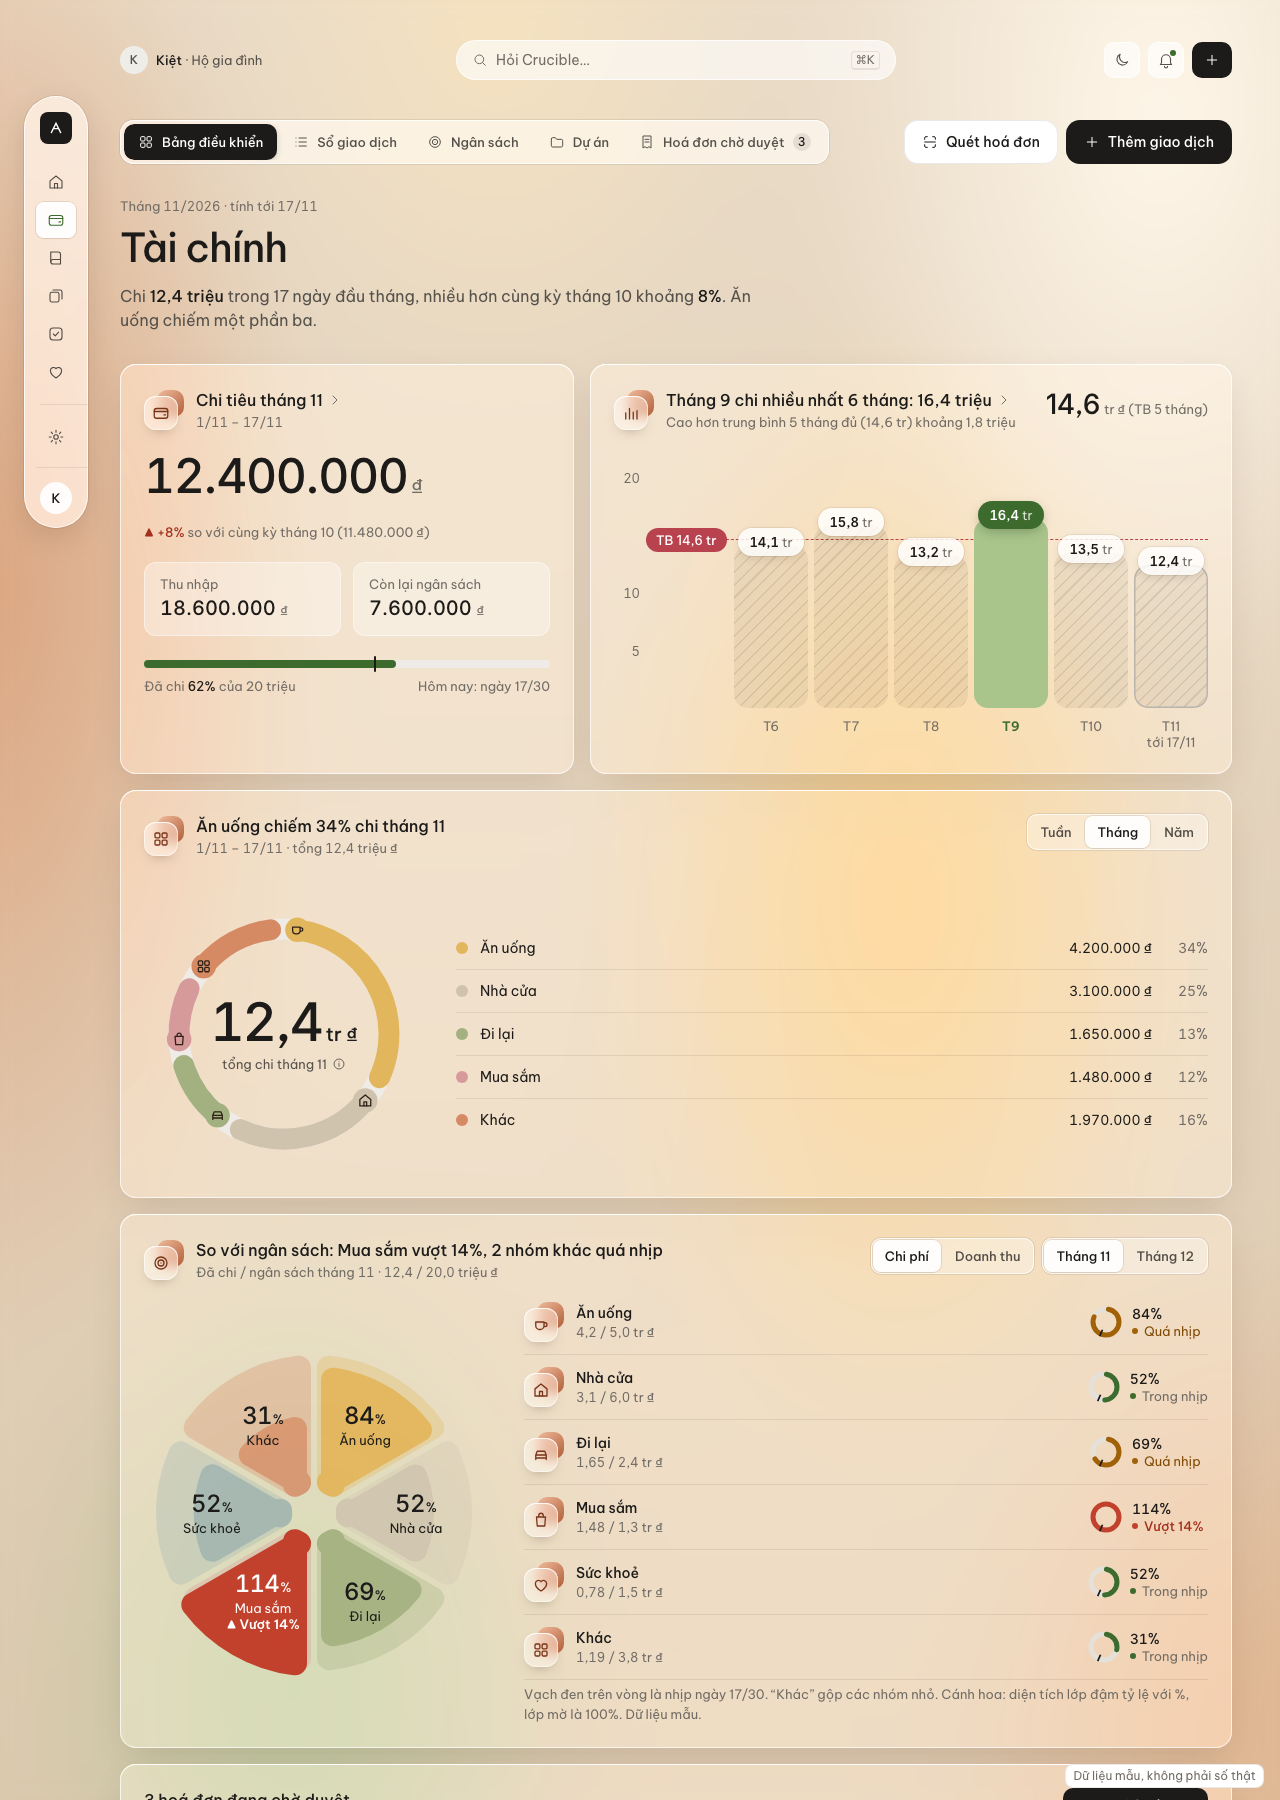 K
Kiệt · Hộ gia đình
Hỏi Crucible...
⌘K
A
Bảng điều khiển
Sổ giao dịch
Ngân sách
Dự án
Hoá đơn chờ duyệt 3
Quét hoá đơn
Thêm giao dịch
Tháng 11/2026 · tính tới 17/11
Tài chính
Chi 12,4 triệu trong 17 ngày đầu tháng, nhiều hơn cùng kỳ tháng 10 khoảng 8%. Ăn
uống chiếm một phần ba.
K
Chi tiêu tháng 11
1/11 – 17/11
12.400.000 ₫
▲ +8% so với cùng kỳ tháng 10 (11.480.000 ₫)
Thu nhập
18.600.000 ₫
Còn lại ngân sách
7.600.000 ₫
Đã chi 62% của 20 triệu
Hôm nay: ngày 17/30
Tháng 9 chi nhiều nhất 6 tháng: 16,4 triệu
Cao hơn trung bình 5 tháng đủ (14,6 tr) khoảng 1,8 triệu
14,6 tr ₫ (TB 5 tháng)
20
10
5
TB 14,6 tr
14,1 tr
15,8 tr
13,2 tr
16,4 tr
13,5 tr
12,4 tr
T6
T7
T8
T9
T10
T11
tới 17/11
Ăn uống chiếm 34% chi tháng 11
1/11 – 17/11 · tổng 12,4 triệu ₫
Tuần
Tháng
Năm
12,4 tr ₫
tổng chi tháng 11
Ăn uống 4.200.000 ₫ 34%
Nhà cửa 3.100.000 ₫ 25%
Đi lại 1.650.000 ₫ 13%
Mua sắm 1.480.000 ₫ 12%
Khác 1.970.000 ₫ 16%
So với ngân sách: Mua sắm vượt 14%, 2 nhóm khác quá nhịp
Đã chi / ngân sách tháng 11 · 12,4 / 20,0 triệu ₫
Chi phí
Doanh thu
Tháng 11
Tháng 12
31%
Khác
84%
Ăn uống
52%
Sức khoẻ
52%
Nhà cửa
114%
Mua sắm
▲ Vượt 14%
69%
Đi lại
Ăn uống
4,2 / 5,0 tr ₫
84%
Quá nhịp
Nhà cửa
3,1 / 6,0 tr ₫
52%
Trong nhịp
Đi lại
1,65 / 2,4 tr ₫
69%
Quá nhịp
Mua sắm
1,48 / 1,3 tr ₫
114%
Vượt 14%
Sức khoẻ
0,78 / 1,5 tr ₫
52%
Trong nhịp
Khác
1,19 / 3,8 tr ₫
31%
Trong nhịp
Vạch đen trên vòng là nhịp ngày 17/30. “Khác” gộp các nhóm nhỏ. Cánh hoa: diện tích lớp đậm tỷ lệ với %,
lớp mờ là 100%. Dữ liệu mẫu.
Dữ liệu mẫu, không phải số thật
3 hoá đơn đang chờ duyệt